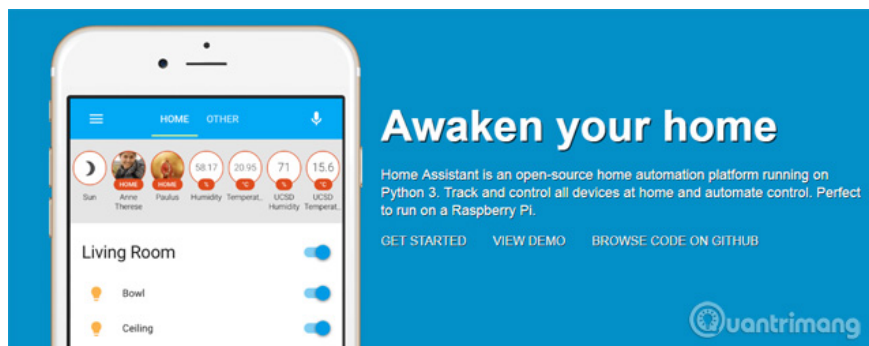 HOME OTHER
58.17 20.95 71 15.6
HOME HOME % °C % °C
Sun Anne Therese Paulus Humidity Temperat.. UCSD Humidity UCSD Temperat..
Living Room
Bowl
Ceiling
Awaken your home
Home Assistant is an open-source home automation platform running on
Python 3. Track and control all devices at home and automate control. Perfect
to run on a Raspberry Pi.
GET STARTED VIEW DEMO BROWSE CODE ON GITHUB
Quantrimang